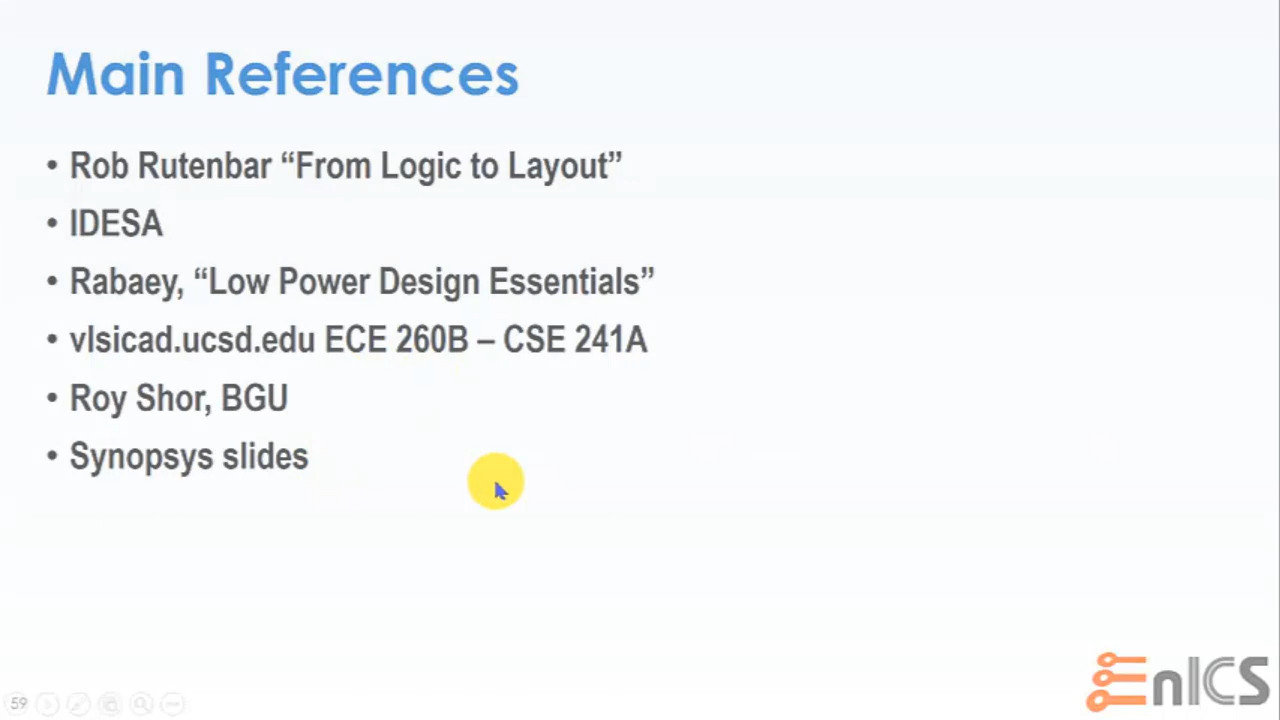 Main References
• Rob Rutenbar “From Logic to Layout”
• IDESA
• Rabaey, “Low Power Design Essentials”
• vlsicad.ucsd.edu ECE 260B – CSE 241A
• Roy Shor, BGU
• Synopsys slides
59
EnICS